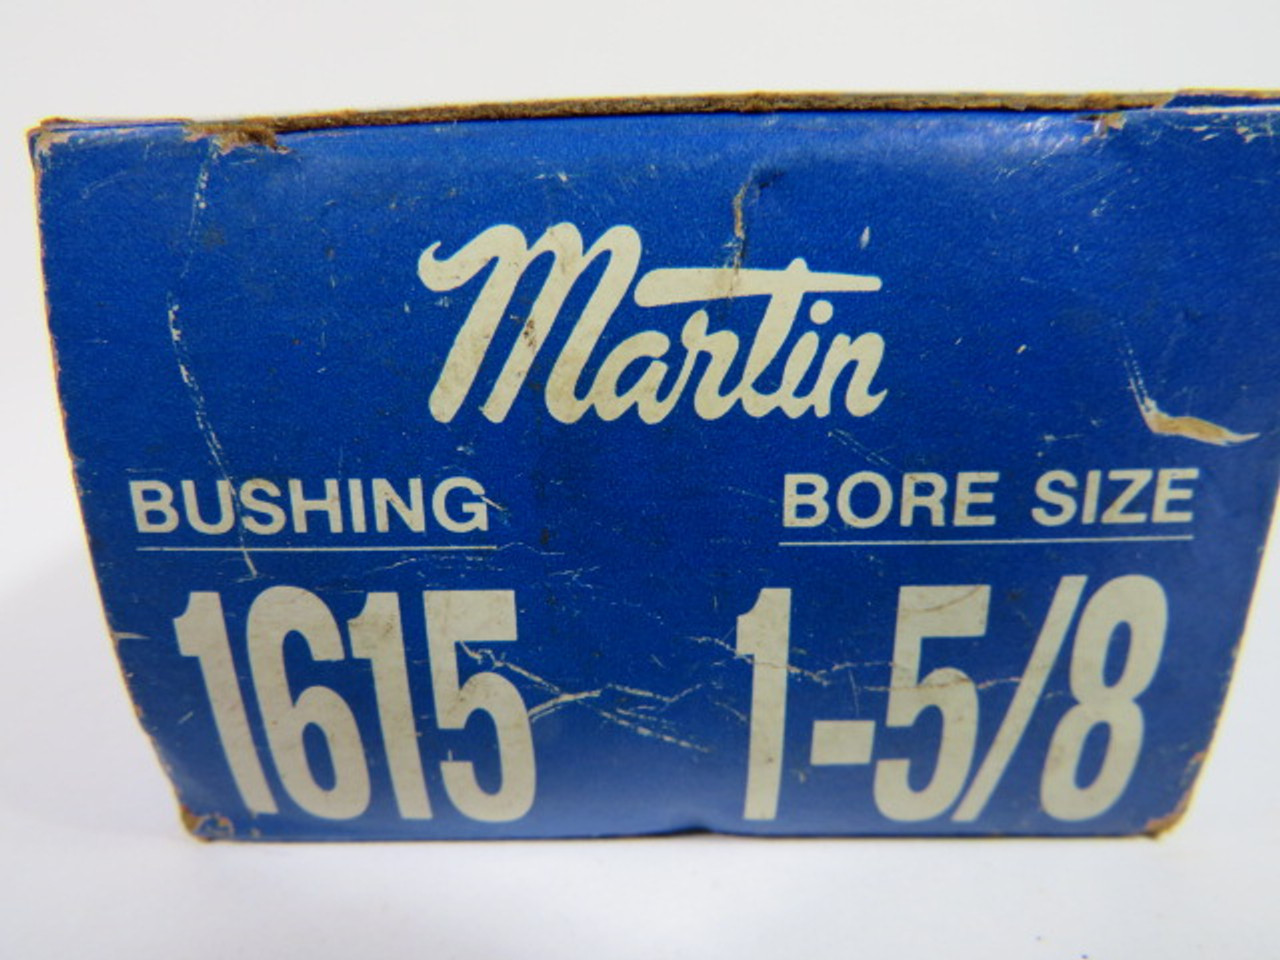 Martin
BUSHING BORE SIZE
1615 1-5/8